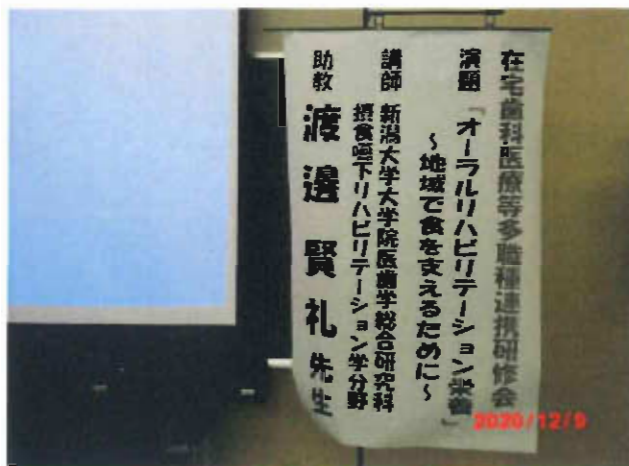 在宅歯科医療等多職種連携研修会
演題 「オーラルリハビリテーション栄養」
～地域で食を支えるために～
講師 新潟大学大学院医歯学総合研究科
摂食嚥下リハビリテーション学分野
助教 渡邊賢礼先生
2020/12/9